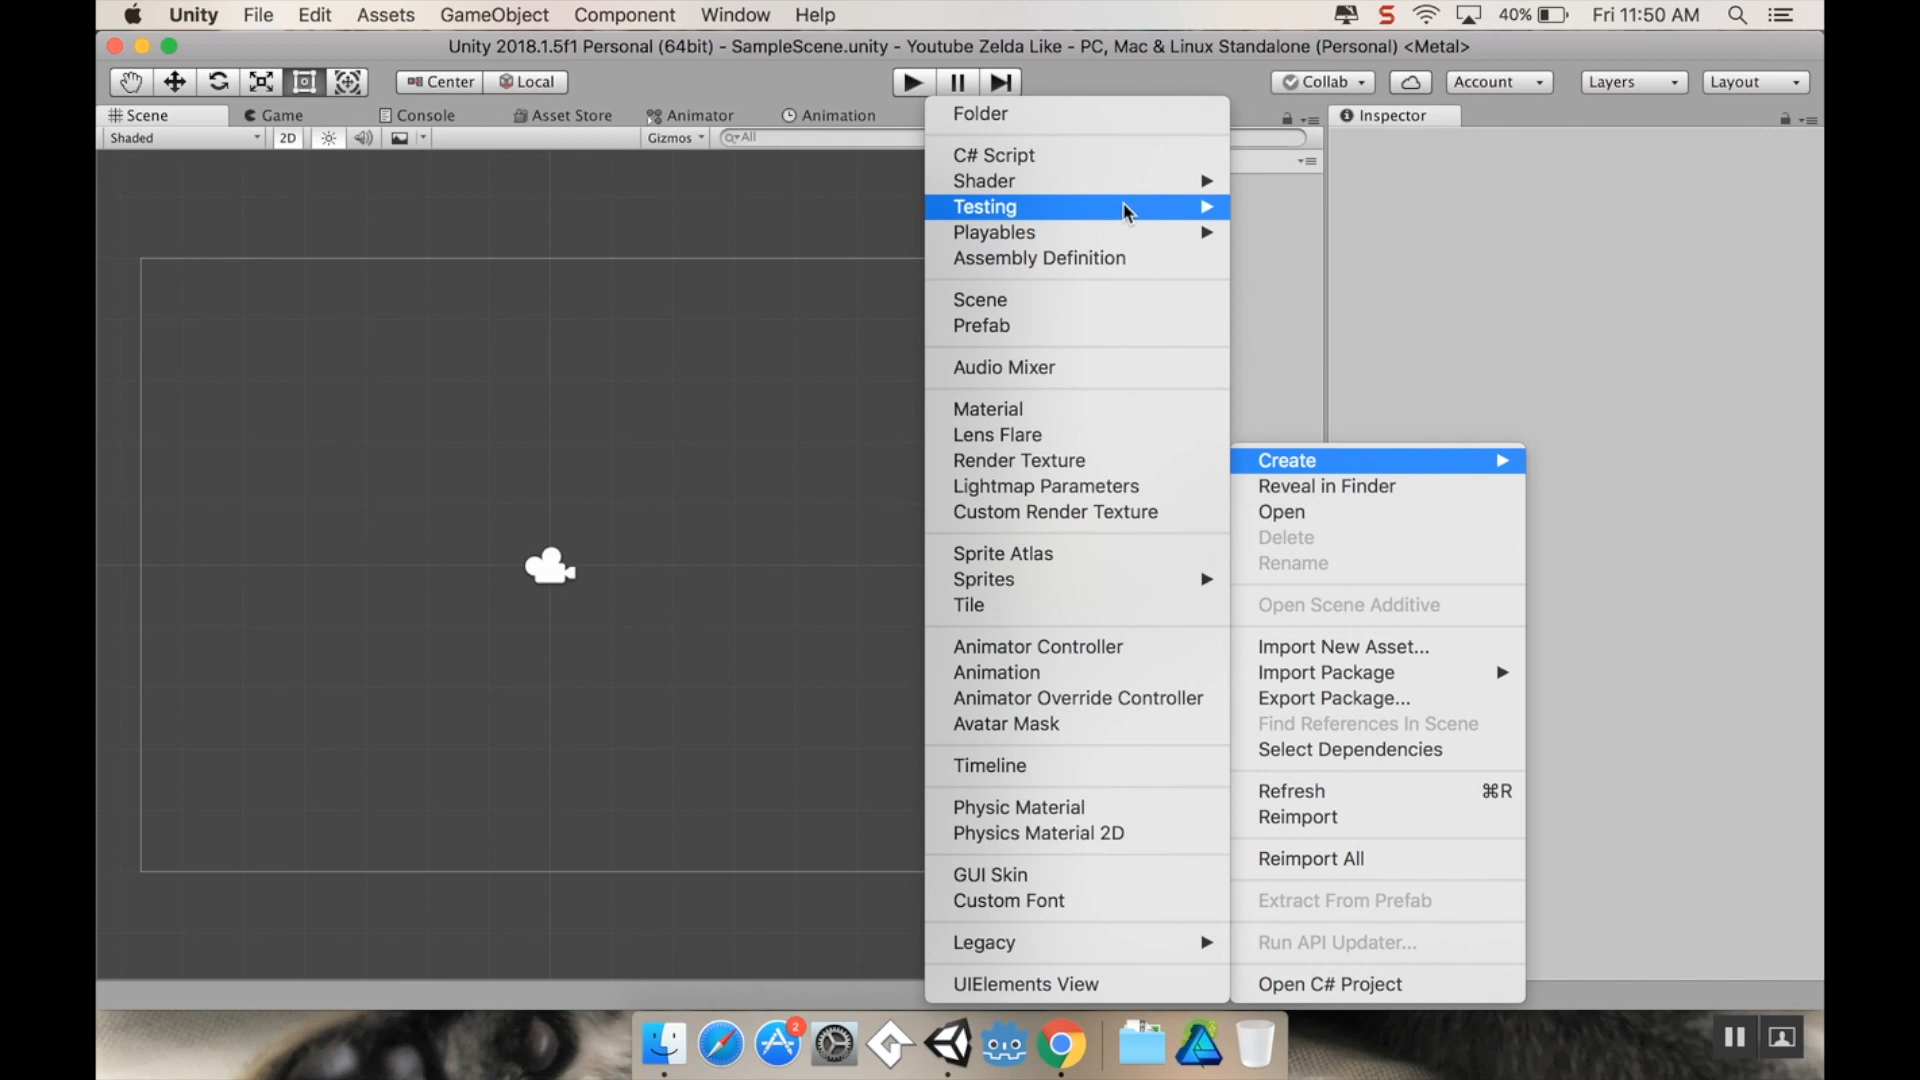 Unity File Edit Assets GameObject Component Window Help
40% Fri 11:50 AM
Unity 2018.1.5f1 Personal (64bit) - SampleScene.unity - Youtube Zelda Like - PC, Mac & Linux Standalone (Personal) <Metal>
Center Local
Collab Account Layers Layout
Scene Game Console Asset Store Animator Animation
Inspector
Shaded 2D Gizmos All
Folder
C# Script
Shader
Testing
Playables
Assembly Definition
Scene
Prefab
Audio Mixer
Material
Lens Flare
Render Texture
Lightmap Parameters
Custom Render Texture
Sprite Atlas
Sprites
Tile
Animator Controller
Animation
Animator Override Controller
Avatar Mask
Timeline
Physic Material
Physics Material 2D
GUI Skin
Custom Font
Legacy
UIElements View
Create
Reveal in Finder
Open
Delete
Rename
Open Scene Additive
Import New Asset...
Import Package
Export Package...
Find References In Scene
Select Dependencies
Refresh ⌘R
Reimport
Reimport All
Extract From Prefab
Run API Updater...
Open C# Project
2